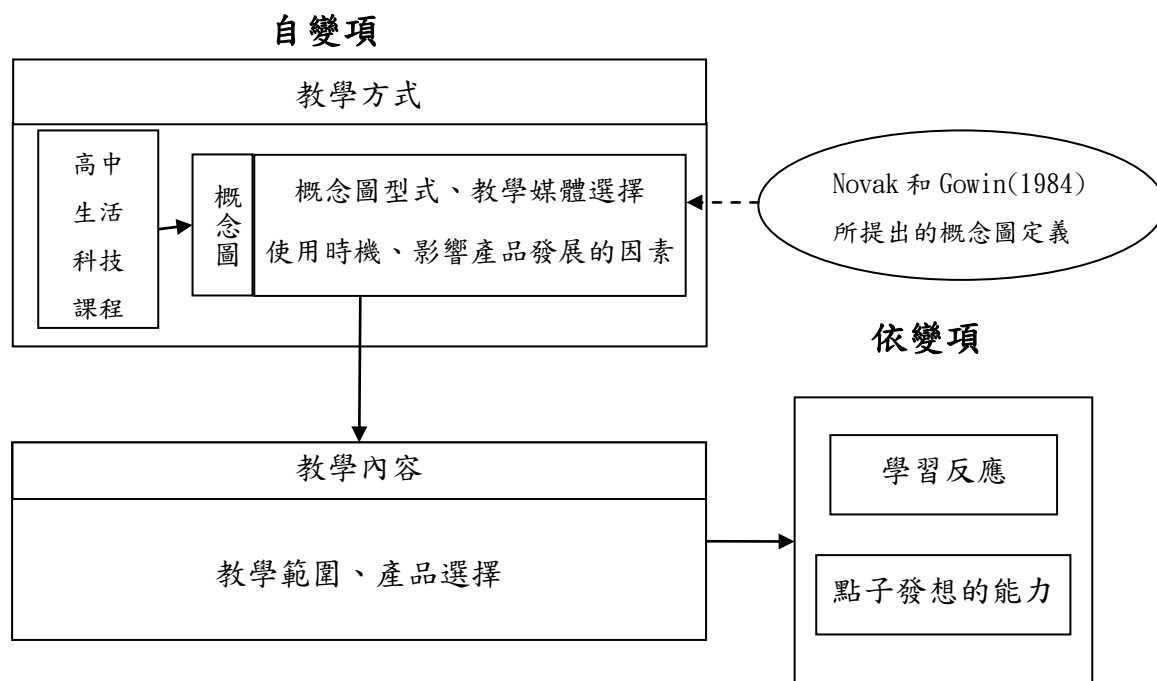 自變項
教學方式
高中
生活
科技
課程
概念圖
概念圖型式、教學媒體選擇
使用時機、影響產品發展的因素
Novak 和 Gowin(1984)
所提出的概念圖定義
依變項
教學內容
教學範圍、產品選擇
學習反應
點子發想的能力